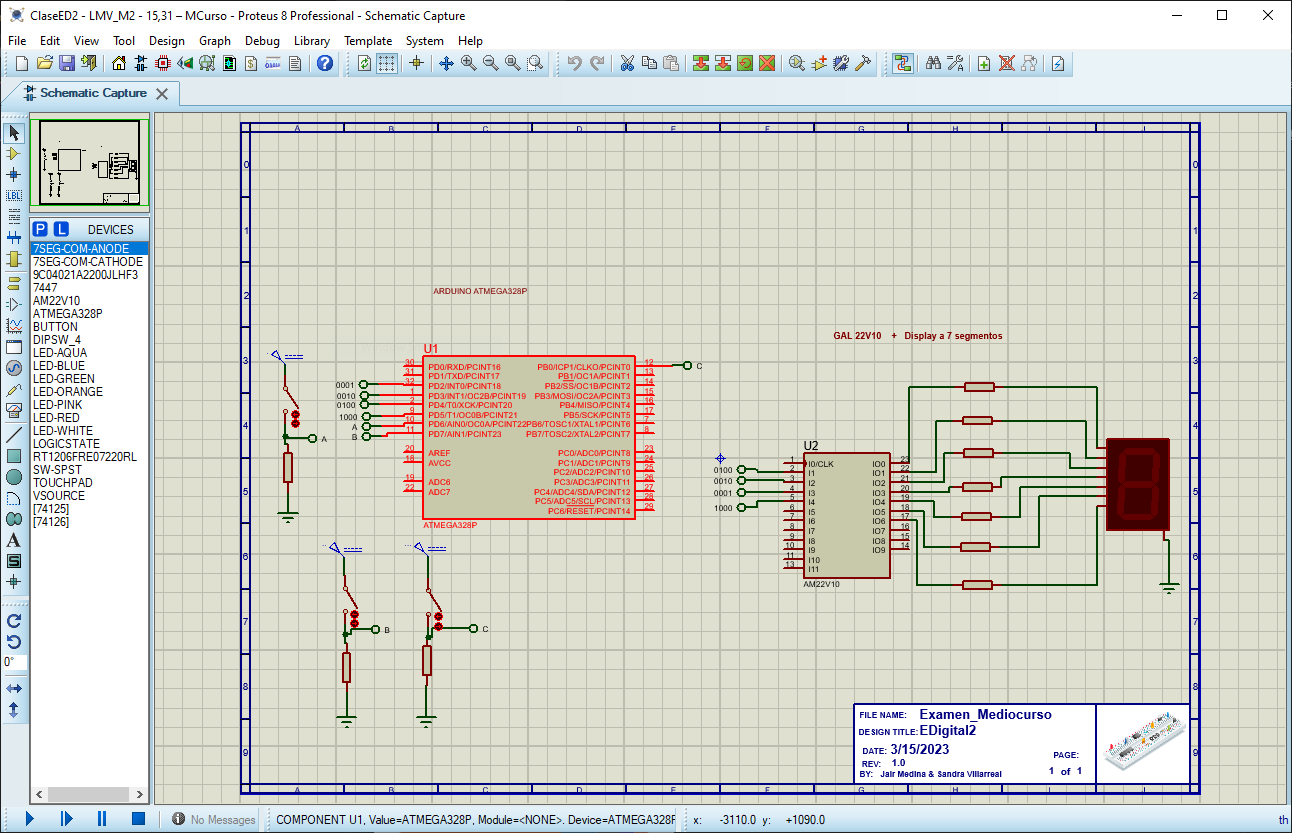 ClaseED2 - LMV_M2 - 15,31 – MCurso - Proteus 8 Professional - Schematic Capture
File Edit View Tool Design Graph Debug Library Template System Help
Schematic Capture
LBL
P L DEVICES
7SEG-COM-ANODE
7SEG-COM-CATHODE
9C04021A2200JLHF3
7447
AM22V10
ATMEGA328P
BUTTON
DIPSW_4
LED-AQUA
LED-BLUE
LED-GREEN
LED-ORANGE
LED-PINK
LED-RED
LED-WHITE
LOGICSTATE
RT1206FRE07220RL
SW-SPST
TOUCHPAD
VSOURCE
[74125]
[74126]
0°
A B C D E F G H I J
0 0
1 1
2 2
3 3
4 4
5 5
6 6
7 7
8 8
9 9
ARDUINO ATMEGA328P
U1
30 PD0/RXD/PCINT16
31 PD1/TXD/PCINT17
0001 32 PD2/INT0/PCINT18
0010 1 PD3/INT1/OC2B/PCINT19
0100 2 PD4/T0/XCK/PCINT20
1000 9 PD5/T1/OC0B/PCINT21
A 10 PD6/AIN0/OC0A/PCINT22
B 11 PD7/AIN1/PCINT23
20 AREF
18 AVCC
19 ADC6
22 ADC7
PB0/ICP1/CLKO/PCINT0 12 C
PB1/OC1A/PCINT1 13
PB2/SS/OC1B/PCINT2 14
PB3/MOSI/OC2A/PCINT3 15
PB4/MISO/PCINT4 16
PB5/SCK/PCINT5 17
PB6/TOSC1/XTAL1/PCINT6 7
PB7/TOSC2/XTAL2/PCINT7 8
PC0/ADC0/PCINT8 23
PC1/ADC1/PCINT9 24
PC2/ADC2/PCINT10 25
PC3/ADC3/PCINT11 26
PC4/ADC4/SDA/PCINT12 27
PC5/ADC5/SCL/PCINT13 28
PC6/RESET/PCINT14 29
ATMEGA328P
A
B
C
GAL 22V10 + Display a 7 segmentos
U2
1 I0/CLK
0100 2 I1
0010 3 I2
0001 4 I3
1000 5 I4
6 I5
7 I6
8 I7
9 I8
10 I9
11 I10
13 I11
IO0 23
IO1 22
IO2 21
IO3 20
IO4 19
IO5 18
IO6 17
IO7 16
IO8 15
IO9 14
AM22V10
FILE NAME: Examen_Mediocurso
DESIGN TITLE: EDigital2
DATE: 3/15/2023
REV: 1.0
BY: Jair Medina & Sandra Villarreal
PAGE:
1 of 1
A B C D E F G H I J
No Messages
COMPONENT U1, Value=ATMEGA328P, Module=<NONE>. Device=ATMEGA328P
x: -3110.0 y: +1090.0
th